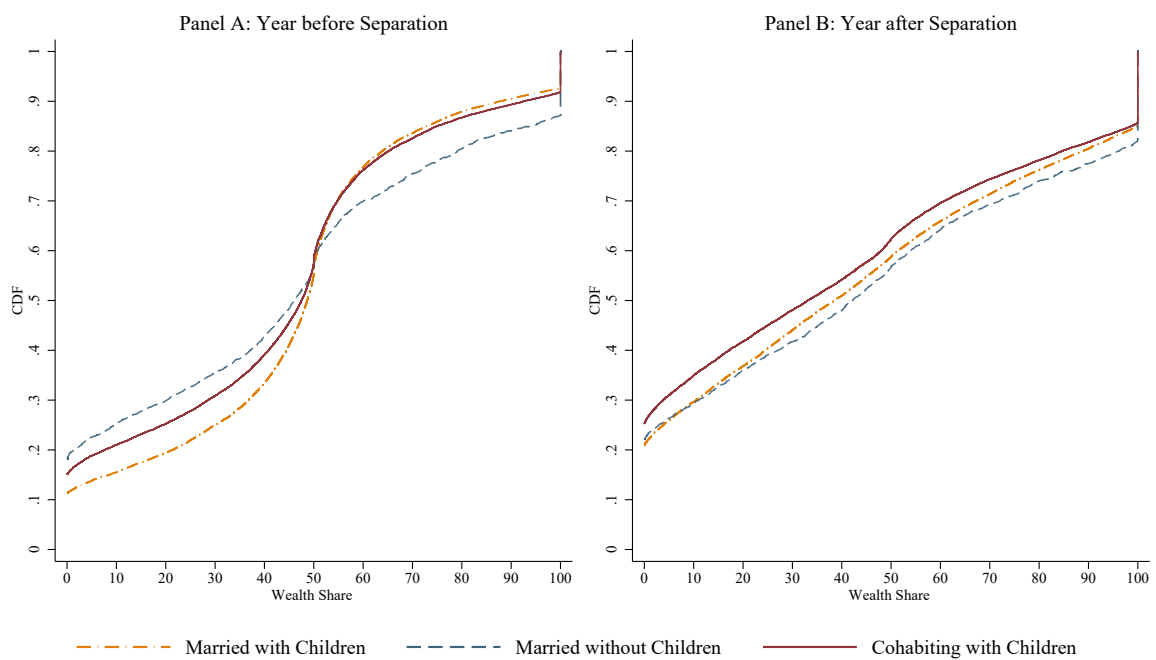 Panel A: Year before Separation
1
.9
.8
.7
.6
.5
.4
.3
.2
.1
0
CDF
0 10 20 30 40 50 60 70 80 90 100
Wealth Share
Panel B: Year after Separation
1
.9
.8
.7
.6
.5
.4
.3
.2
.1
0
CDF
0 10 20 30 40 50 60 70 80 90 100
Wealth Share
Married with Children Married without Children Cohabiting with Children